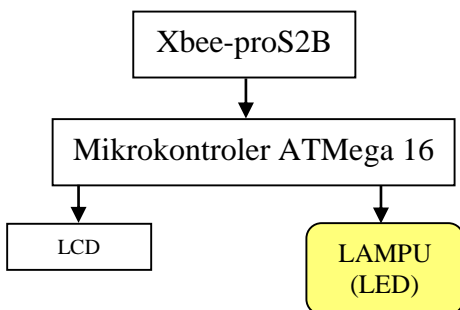 Xbee-proS2B
Mikrokontroler ATMega 16
LCD
LAMPU
(LED)